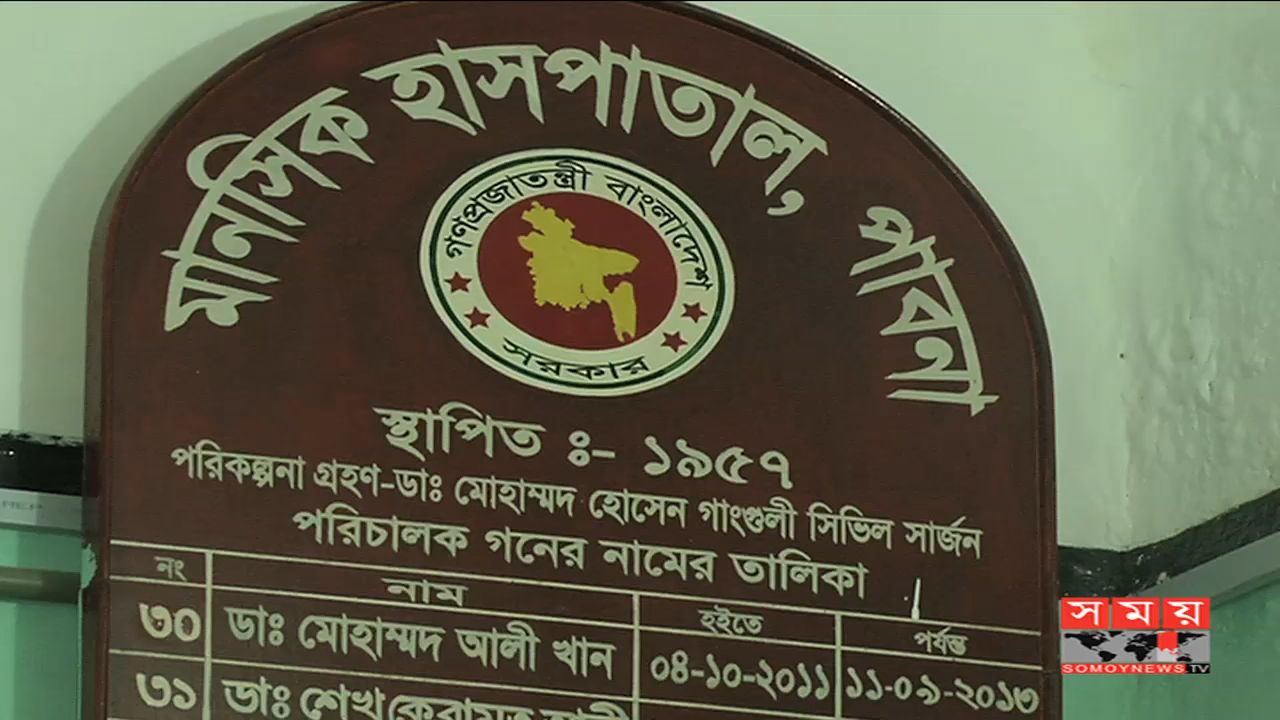 মানসিক হাসপাতাল, পাবনা
গণপ্রজাতন্ত্রী বাংলাদেশ
সরকার
স্থাপিত ঃ- ১৯৫৭
পরিকল্পনা গ্রহণ-ডাঃ মোহাম্মদ হোসেন গাংগুলী সিভিল সার্জন
পরিচালক গনের নামের তালিকা
নং নাম হইতে পর্যন্ত
৩০ ডাঃ মোহাম্মদ আলী খান ০৪-১০-২০১১ ১১-০৯-২০১৩
৩১ ডাঃ শেখ
সময়
SOMOYNEWS TV